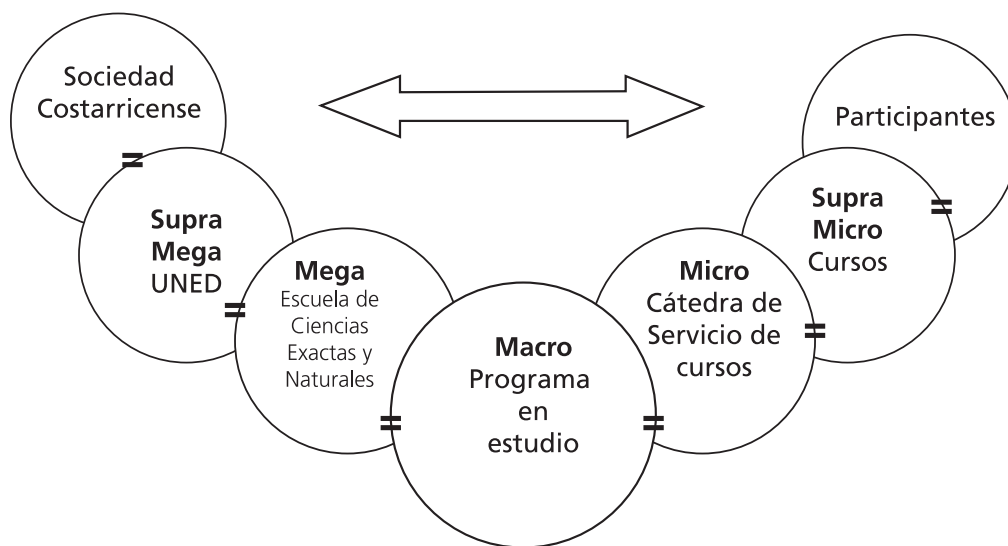 Sociedad
Costarricense
Supra
Mega
UNED
Mega
Escuela de
Ciencias
Exactas y
Naturales
Macro
Programa
en
estudio
Micro
Cátedra de
Servicio de
cursos
Supra
Micro
Cursos
Participantes